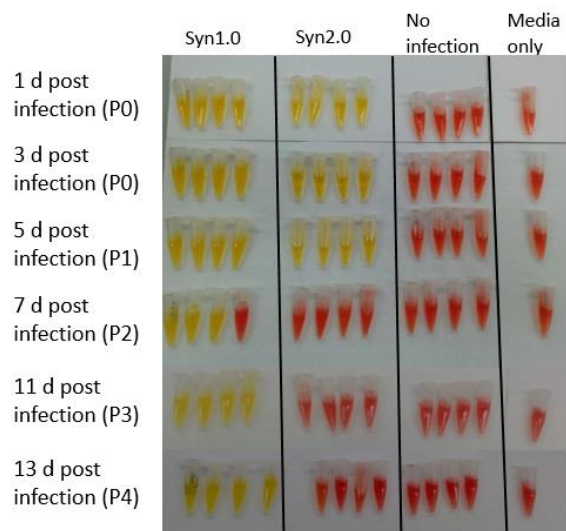 Syn1.0
Syn2.0
No
infection
Media
only
1 d post
infection (P0)
3 d post
infection (P0)
5 d post
infection (P1)
7 d post
infection (P2)
11 d post
infection (P3)
13 d post
infection (P4)